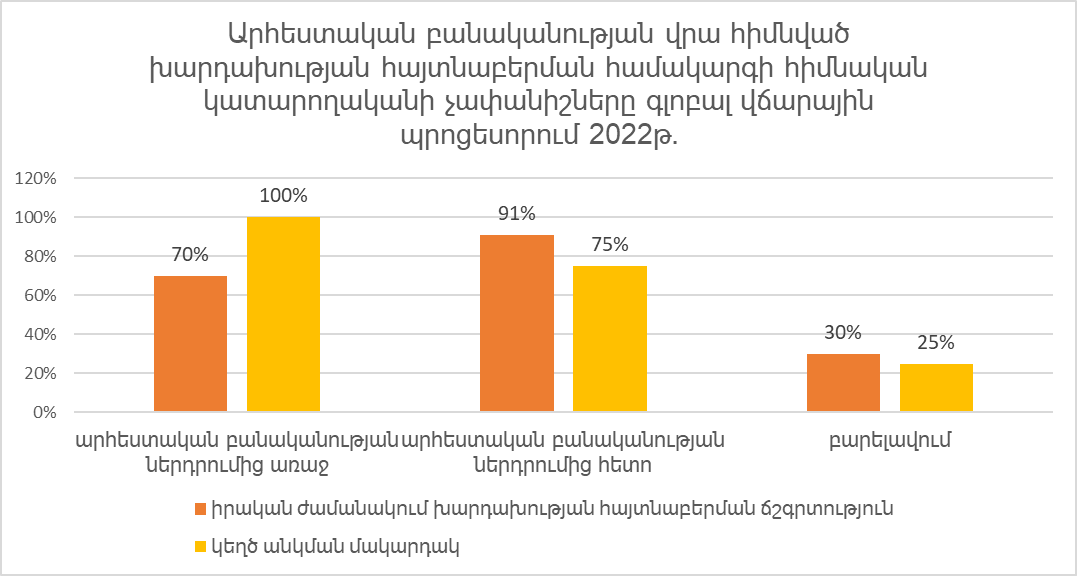 Արհեստական բանականության վրա հիմնված
խարդախության հայտնաբերման համակարգի հիմնական
կատարողականի չափանիշները գլոբալ վճարային
պրոցեսորում 2022թ.
120%
100%
80%
60%
40%
20%
0%
70%
100%
91%
75%
30%
25%
արհեստական բանականության
ներդրումից առաջ
արհեստական բանականության
ներդրումից հետո
բարելավում
իրական ժամանակում խարդախության հայտնաբերման ճշգրտություն
կեղծ անկման մակարդակ